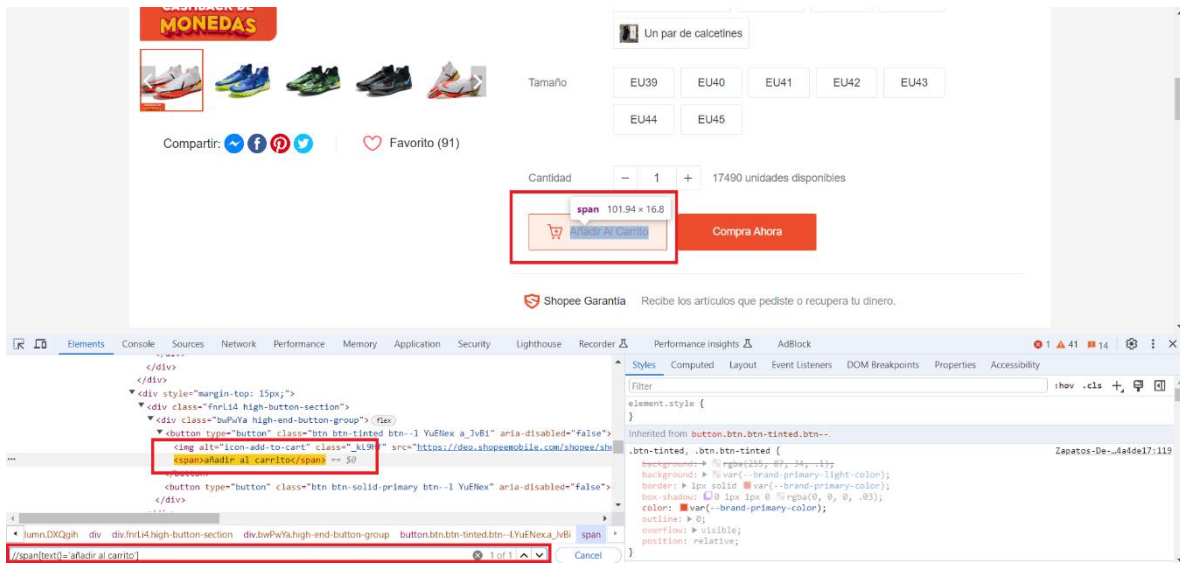 CASHBACK DE
MONEDAS
Un par de calcetines
Tamaño EU39 EU40 EU41 EU42 EU43
EU44 EU45
Compartir: Favorito (91)
Cantidad − 1 + 17490 unidades disponibles
span 101.94 × 16.8
Añadir Al Carrito Compra Ahora
Shopee Garantía Recibe los artículos que pediste o recupera tu dinero.
Elements Console Sources Network Performance Memory Application Security Lighthouse Recorder Performance insights AdBlock 1 41 14
</div>
</div>
<div style="margin-top: 15px;">
<div class="fnrLi4 high-button-section">
<div class="bwPwYa high-end-button-group"> flex
<button type="button" class="btn btn-tinted btn--l YuENex a_JvBi" aria-disabled="false">
<img alt="icon-add-to-cart" class="_kL9Hf" src="https://deo.shopeemobile.com/shopee/sh
<span>añadir al carrito</span> == $0
<button type="button" class="btn btn-solid-primary btn--l YuENex" aria-disabled="false">
</div>
lumn.DXQgih div div.fnrLi4.high-button-section div.bwPwYa.high-end-button-group button.btn.btn-tinted.btn--l.YuENex.a_JvBi span
//span[text()='añadir al carrito'] 1 of 1 Cancel
Styles Computed Layout Event Listeners DOM Breakpoints Properties Accessibility
Filter :hov .cls +
element.style {
}
Inherited from button.btn.btn-tinted.btn--.
.btn-tinted, .btn.btn-tinted { Zapatos-De-…4a4de17:119
background: rgba(255, 87, 34, .1);
background: var(--brand-primary-light-color);
border: 1px solid var(--brand-primary-color);
box-shadow: 0 1px 1px 0 rgba(0, 0, 0, .03);
color: var(--brand-primary-color);
outline: 0;
overflow: visible;
position: relative;
}